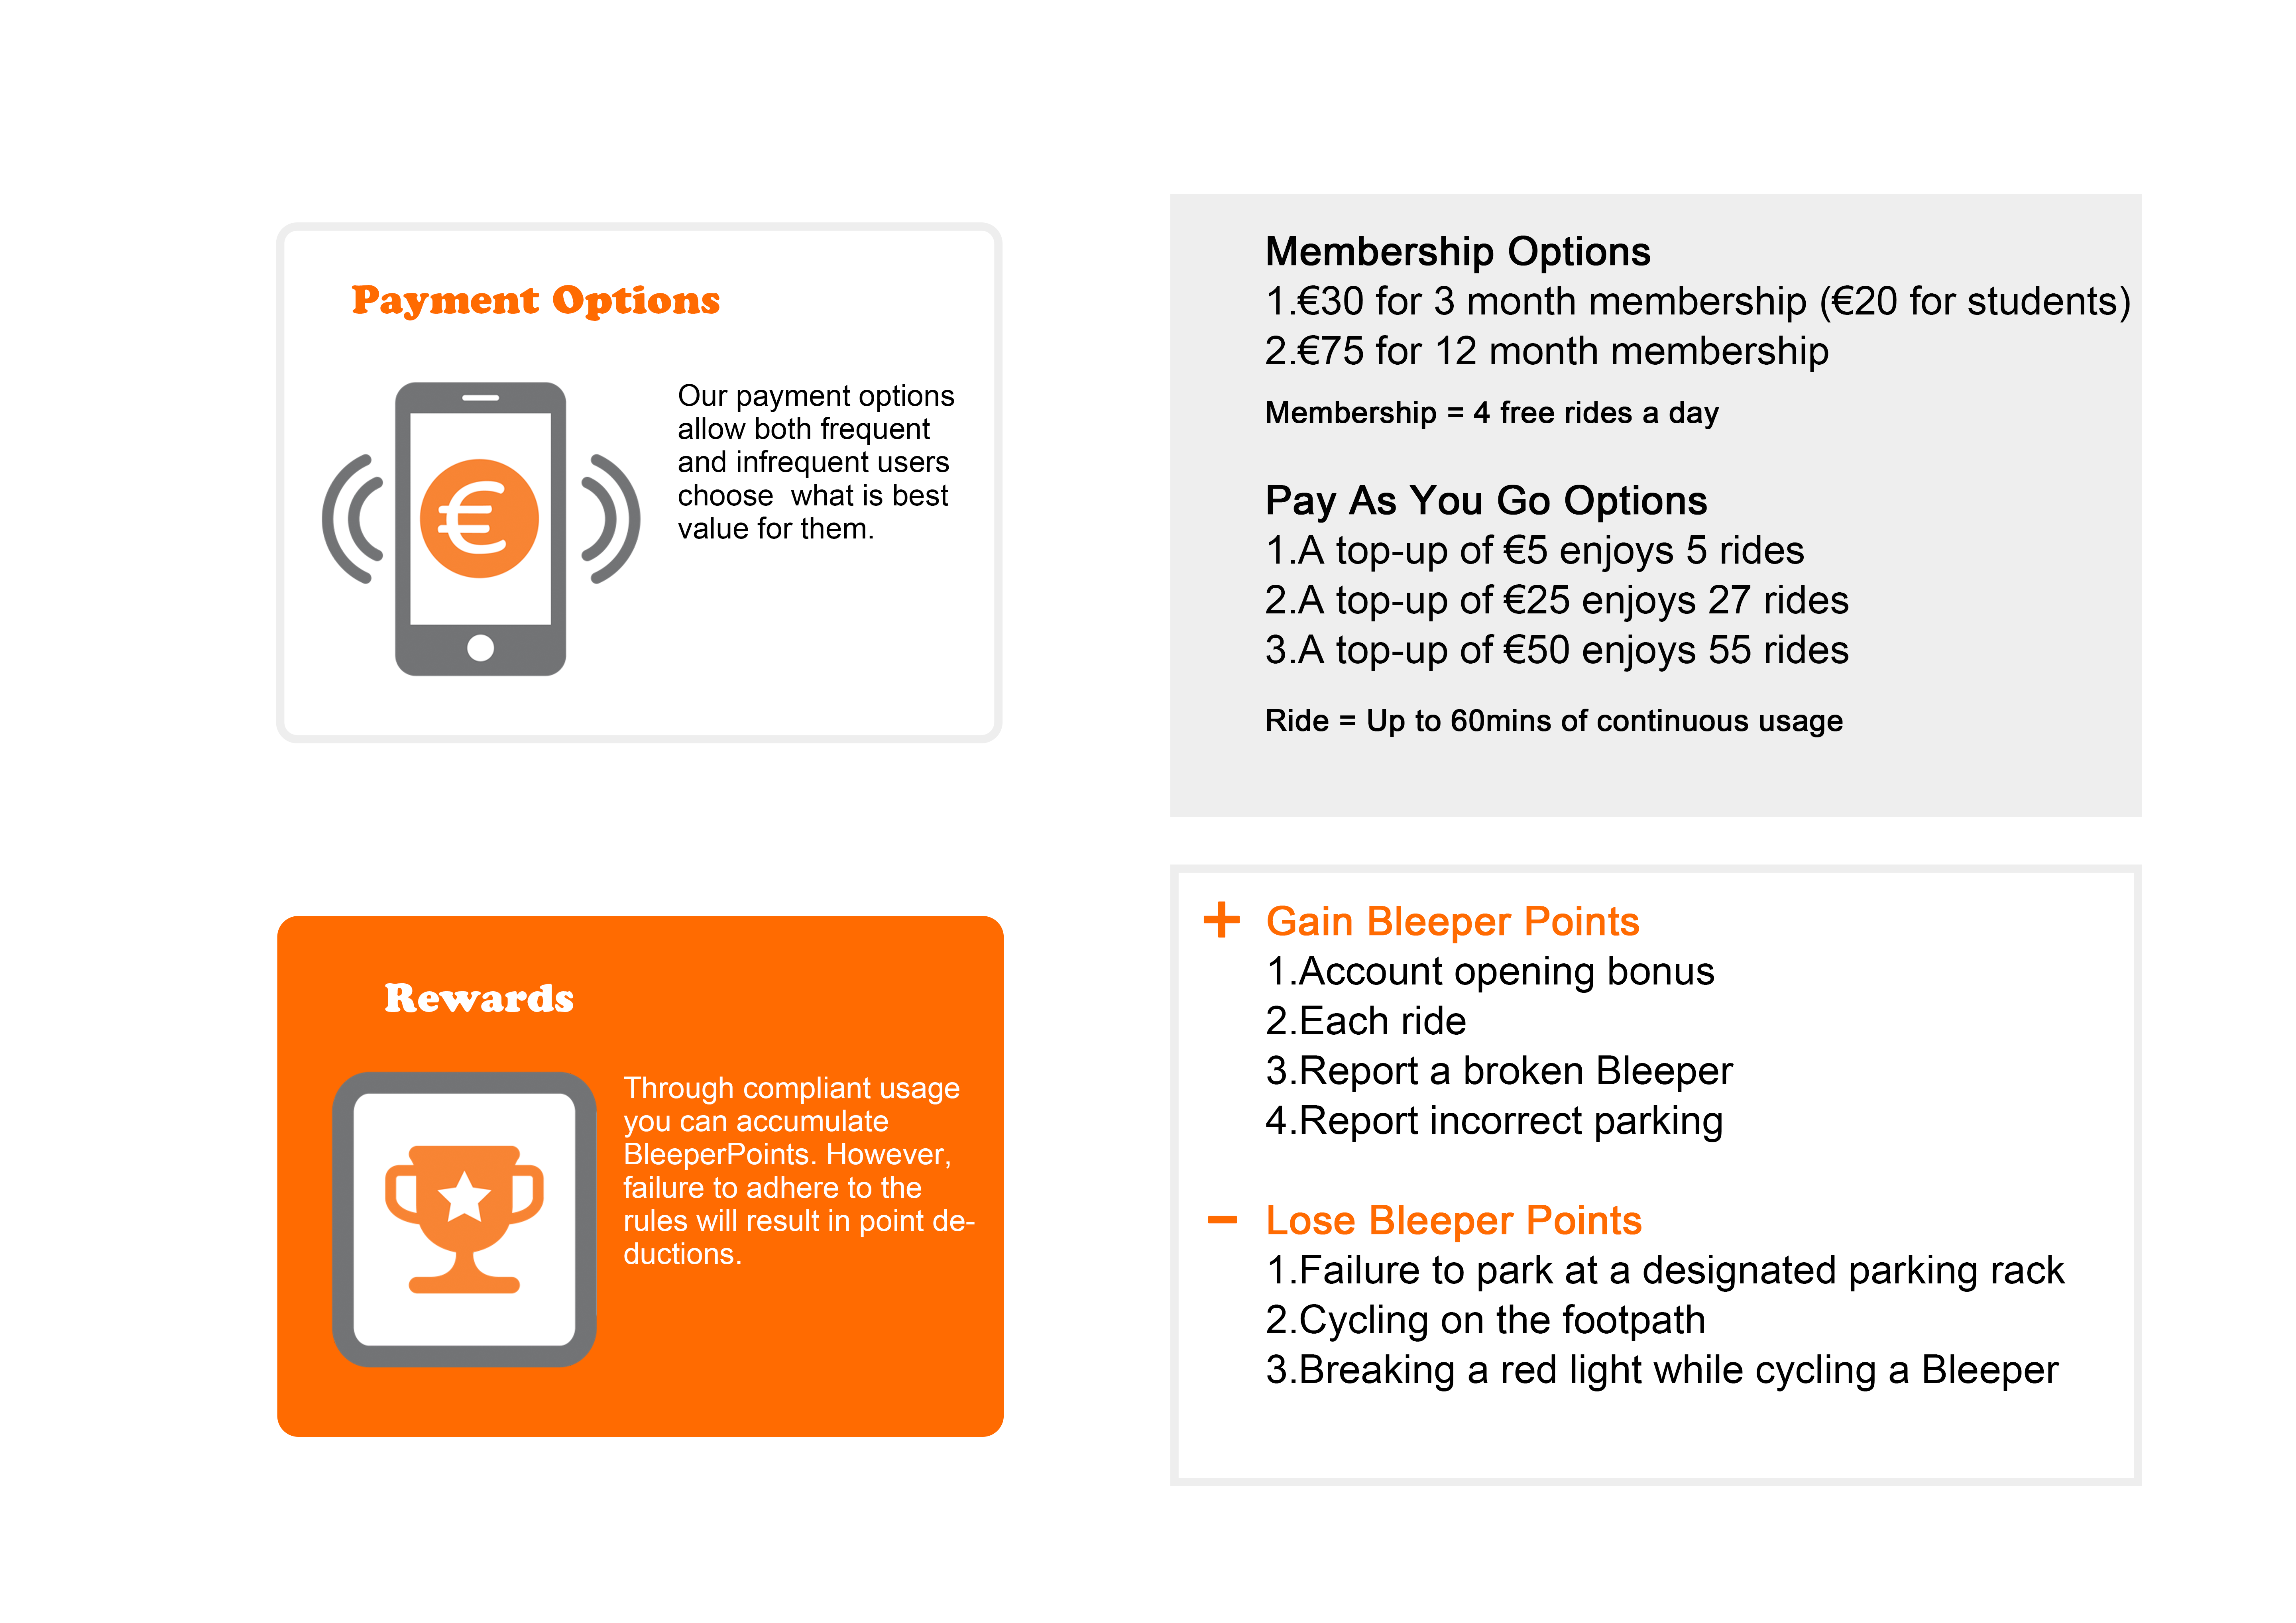 Payment Options
Our payment options
allow both frequent
and infrequent users
choose  what is best
value for them.
Membership Options
1.€30 for 3 month membership (€20 for students)
2.€75 for 12 month membership
Membership = 4 free rides a day
Pay As You Go Options
1.A top-up of €5 enjoys 5 rides
2.A top-up of €25 enjoys 27 rides
3.A top-up of €50 enjoys 55 rides
Ride = Up to 60mins of continuous usage
Rewards
Through compliant usage
you can accumulate
BleeperPoints. However,
failure to adhere to the
rules will result in point de-
ductions.
+ Gain Bleeper Points
1.Account opening bonus
2.Each ride
3.Report a broken Bleeper
4.Report incorrect parking
– Lose Bleeper Points
1.Failure to park at a designated parking rack
2.Cycling on the footpath
3.Breaking a red light while cycling a Bleeper